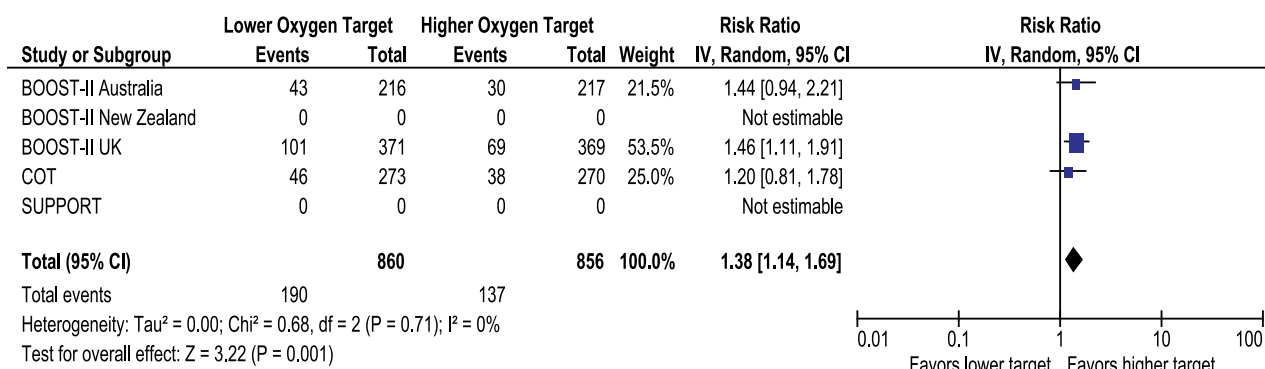 Lower Oxygen Target Higher Oxygen Target Risk Ratio Risk Ratio
Study or Subgroup Events Total Events Total Weight IV, Random, 95% CI IV, Random, 95% CI
BOOST-II Australia 43 216 30 217 21.5% 1.44 [0.94, 2.21]
BOOST-II New Zealand 0 0 0 0 Not estimable
BOOST-II UK 101 371 69 369 53.5% 1.46 [1.11, 1.91]
COT 46 273 38 270 25.0% 1.20 [0.81, 1.78]
SUPPORT 0 0 0 0 Not estimable
Total (95% CI) 860 856 100.0% 1.38 [1.14, 1.69]
Total events 190 137
Heterogeneity: Tau² = 0.00; Chi² = 0.68, df = 2 (P = 0.71); I² = 0%
Test for overall effect: Z = 3.22 (P = 0.001)
0.01 0.1 1 10 100
Favors lower target Favors higher target